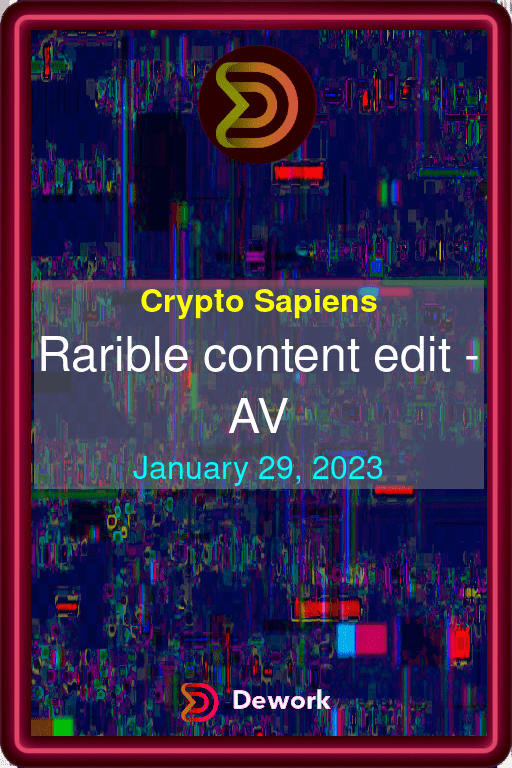 Crypto Sapiens
Rarible content edit -
AV
January 29, 2023
Dework